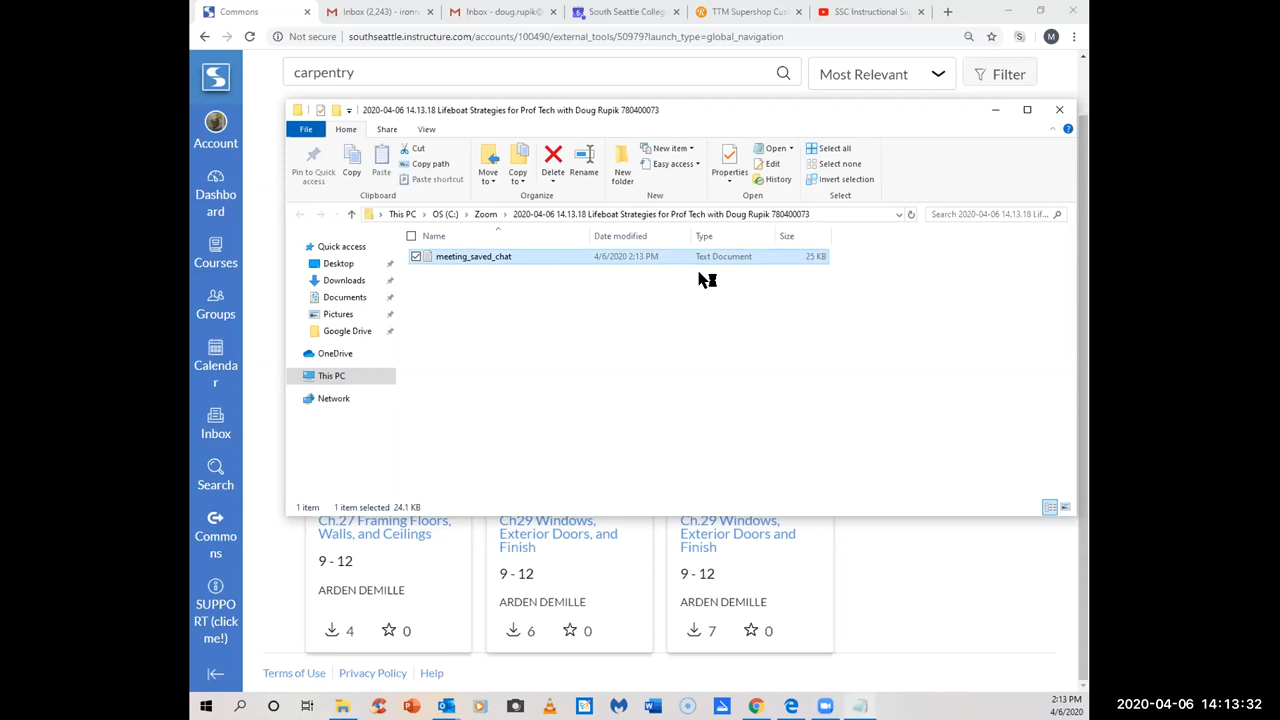 Commons
Inbox (2,243) - ironr
Inbox - doug.rupik@
South Seattle Colleg
TTM Supershop Cus
SSC Instructional Su
Not secure
southseattle.instructure.com/accounts/100490/external_tools/50979?launch_type=global_navigation
M
carpentry
Most Relevant
Filter
2020-04-06 14.13.18 Lifeboat Strategies for Prof Tech with Doug Rupik 780400073
File
Home
Share
View
Pin to Quick access
Copy
Paste
Cut
Copy path
Paste shortcut
Move to
Copy to
Delete
Rename
New folder
New item
Easy access
Properties
Open
Edit
History
Select all
Select none
Invert selection
Clipboard
Organize
New
Open
Select
This PC
OS (C:)
Zoom
2020-04-06 14.13.18 Lifeboat Strategies for Prof Tech with Doug Rupik 780400073
Search 2020-04-06 14.13.18 Lif...
Name
Date modified
Type
Size
meeting_saved_chat
4/6/2020 2:13 PM
Text Document
25 KB
Quick access
Desktop
Downloads
Documents
Pictures
Google Drive
OneDrive
This PC
Network
1 item
1 item selected 24.1 KB
Account
Dashbo
ard
Courses
Groups
Calenda
r
Inbox
Search
Commo
ns
SUPPO
RT (click
me!)
Ch.27 Framing Floors,
Walls, and Ceilings
9 - 12
ARDEN DEMILLE
4
0
Ch29 Windows,
Exterior Doors, and
Finish
9 - 12
ARDEN DEMILLE
6
0
Ch29 Windows,
Exterior Doors and
Finish
9 - 12
ARDEN DEMILLE
7
0
Terms of Use
Privacy Policy
Help
2:13 PM
4/6/2020
2020-04-06 14:13:32